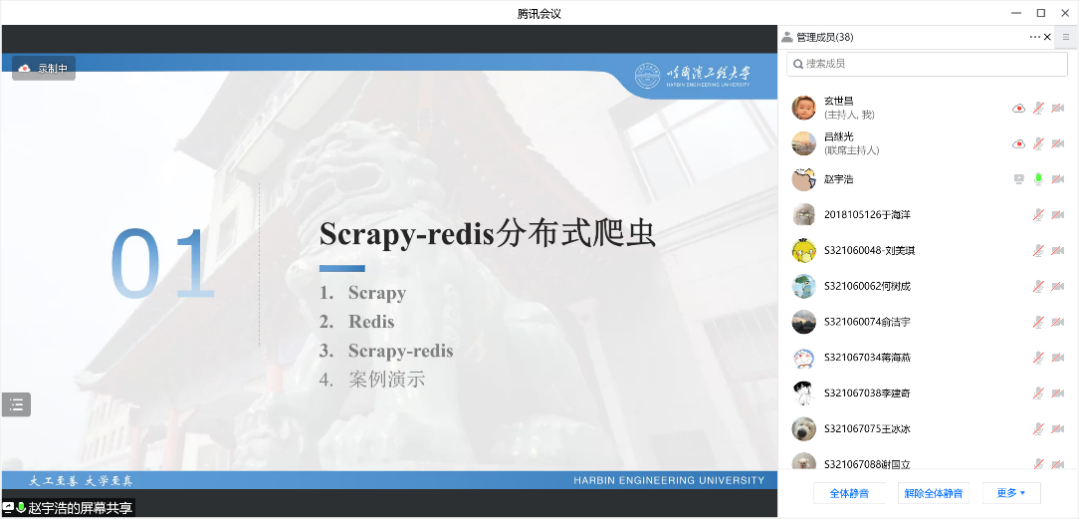 腾讯会议
录制中
哈尔滨工程大学
HARBIN ENGINEERING UNIVERSITY
01
Scrapy-redis分布式爬虫
1. Scrapy
2. Redis
3. Scrapy-redis
4. 案例演示
大工至善 大学至真
HARBIN ENGINEERING UNIVERSITY
赵宇浩的屏幕共享
管理成员(38)
搜索成员
玄世昌
(主持人, 我)
吕继光
(联席主持人)
赵宇浩
2018105126于海洋
S321060048-刘美琪
S321060062何树成
S321060074俞洁宇
S321067034蒋海燕
S321067038李建奇
S321067075王冰冰
S321067088谢国立
全体静音
解除全体静音
更多